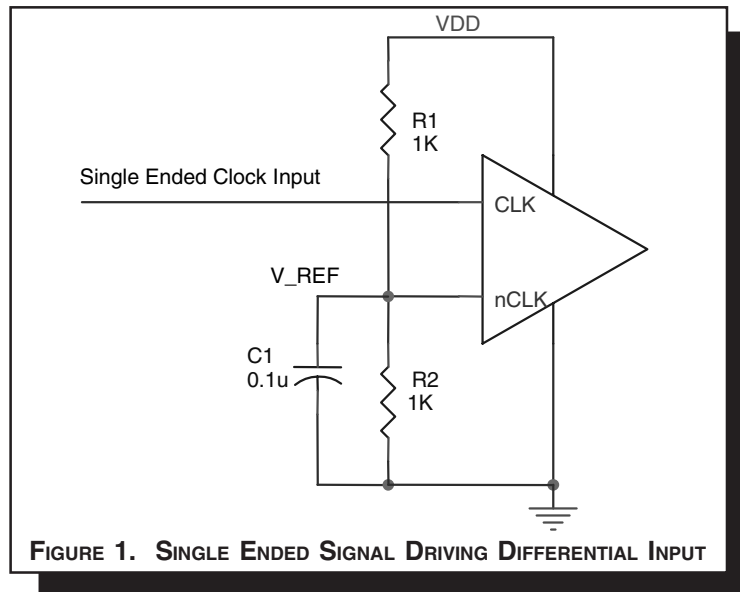 VDD
R1
1K
Single Ended Clock Input
CLK
V_REF
nCLK
C1
0.1u
R2
1K
FIGURE 1. SINGLE ENDED SIGNAL DRIVING DIFFERENTIAL INPUT